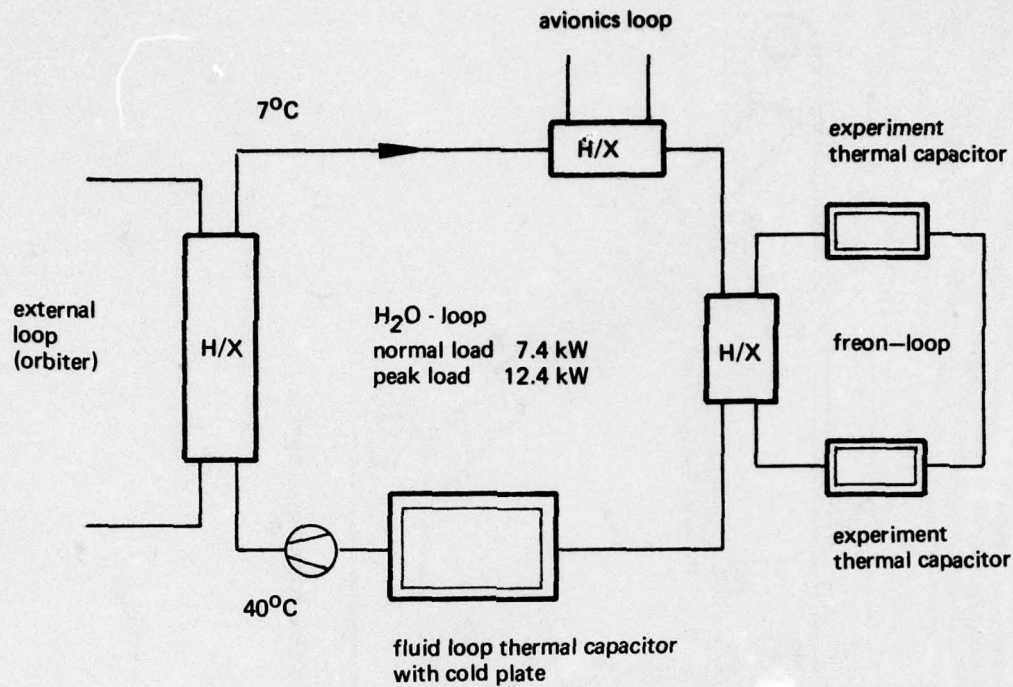 avionics loop
7°C
H/X
experiment
thermal capacitor
external
loop
(orbiter)
H/X
H₂O - loop
normal load 7.4 kW
peak load 12.4 kW
H/X
freon—loop
experiment
thermal capacitor
40°C
fluid loop thermal capacitor
with cold plate